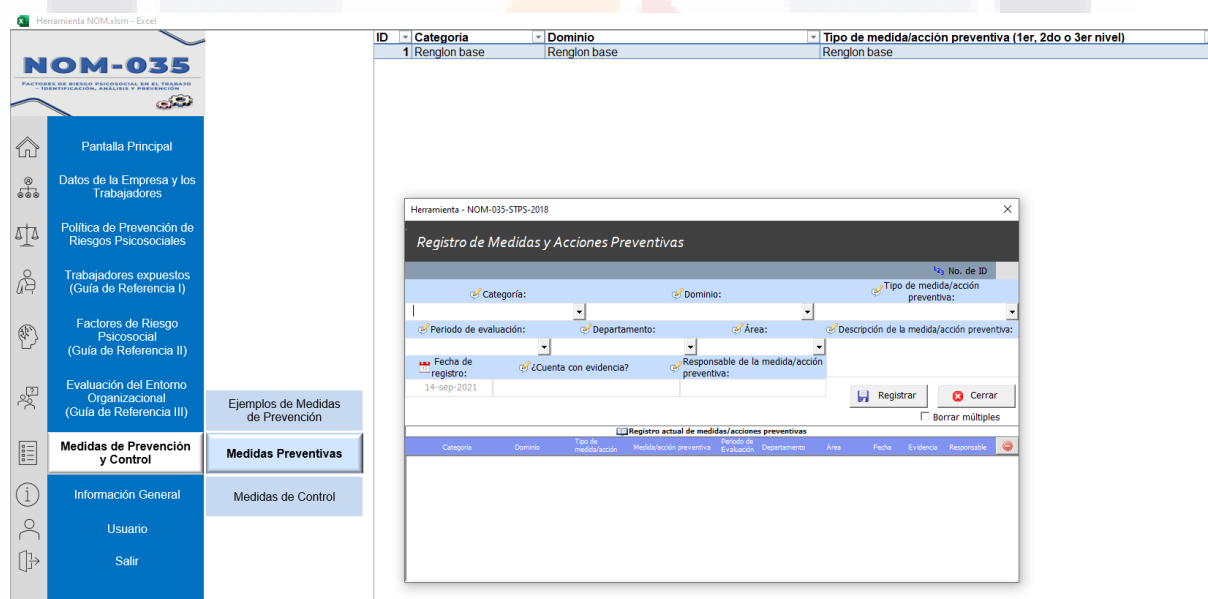 Herramienta NOM.xlsm - Excel
ID Categoria Dominio Tipo de medida/acción preventiva (1er, 2do o 3er nivel)
1 Renglon base Renglon base Renglon base
NOM-035
FACTORES DE RIESGO PSICOSOCIAL EN EL TRABAJO
- IDENTIFICACIÓN, ANÁLISIS Y PREVENCIÓN
Pantalla Principal
Datos de la Empresa y los
Trabajadores
Política de Prevención de
Riesgos Psicosociales
Trabajadores expuestos
(Guía de Referencia I)
Factores de Riesgo
Psicosocial
(Guía de Referencia II)
Evaluación del Entorno
Organizacional
(Guía de Referencia III)
Medidas de Prevención
y Control
Información General
Usuario
Salir
Ejemplos de Medidas
de Prevención
Medidas Preventivas
Medidas de Control
Herramienta - NOM-035-STPS-2018
Registro de Medidas y Acciones Preventivas
No. de ID
Categoría: Dominio: Tipo de medida/acción
preventiva:
Periodo de evaluación: Departamento: Área: Descripción de la medida/acción preventiva:
Fecha de
registro:
¿Cuenta con evidencia?
Responsable de la medida/acción
preventiva:
14-sep-2021
Registrar Cerrar
Borrar múltiples
Registro actual de medidas/acciones preventivas
Categoria Dominio Tipo de
medida/acción Medida/acción preventiva Periodo de
Evaluación Departamento Área Fecha Evidencia Responsable